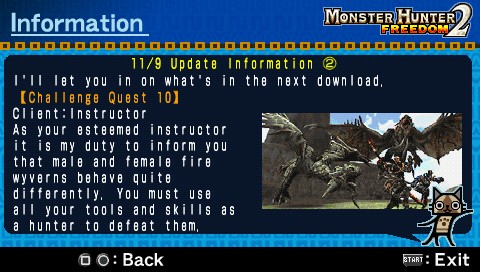 Information
MONSTER HUNTER
FREEDOM 2
11/9 Update Information ②
I'll let you in on what's in the next download.
【Challenge Quest 10】
Client:Instructor
As your esteemed instructor
it is my duty to inform you
that male and female fire
wyverns behave quite
differently. You must use
all your tools and skills as
a hunter to defeat them.
□○: Back
START: Exit